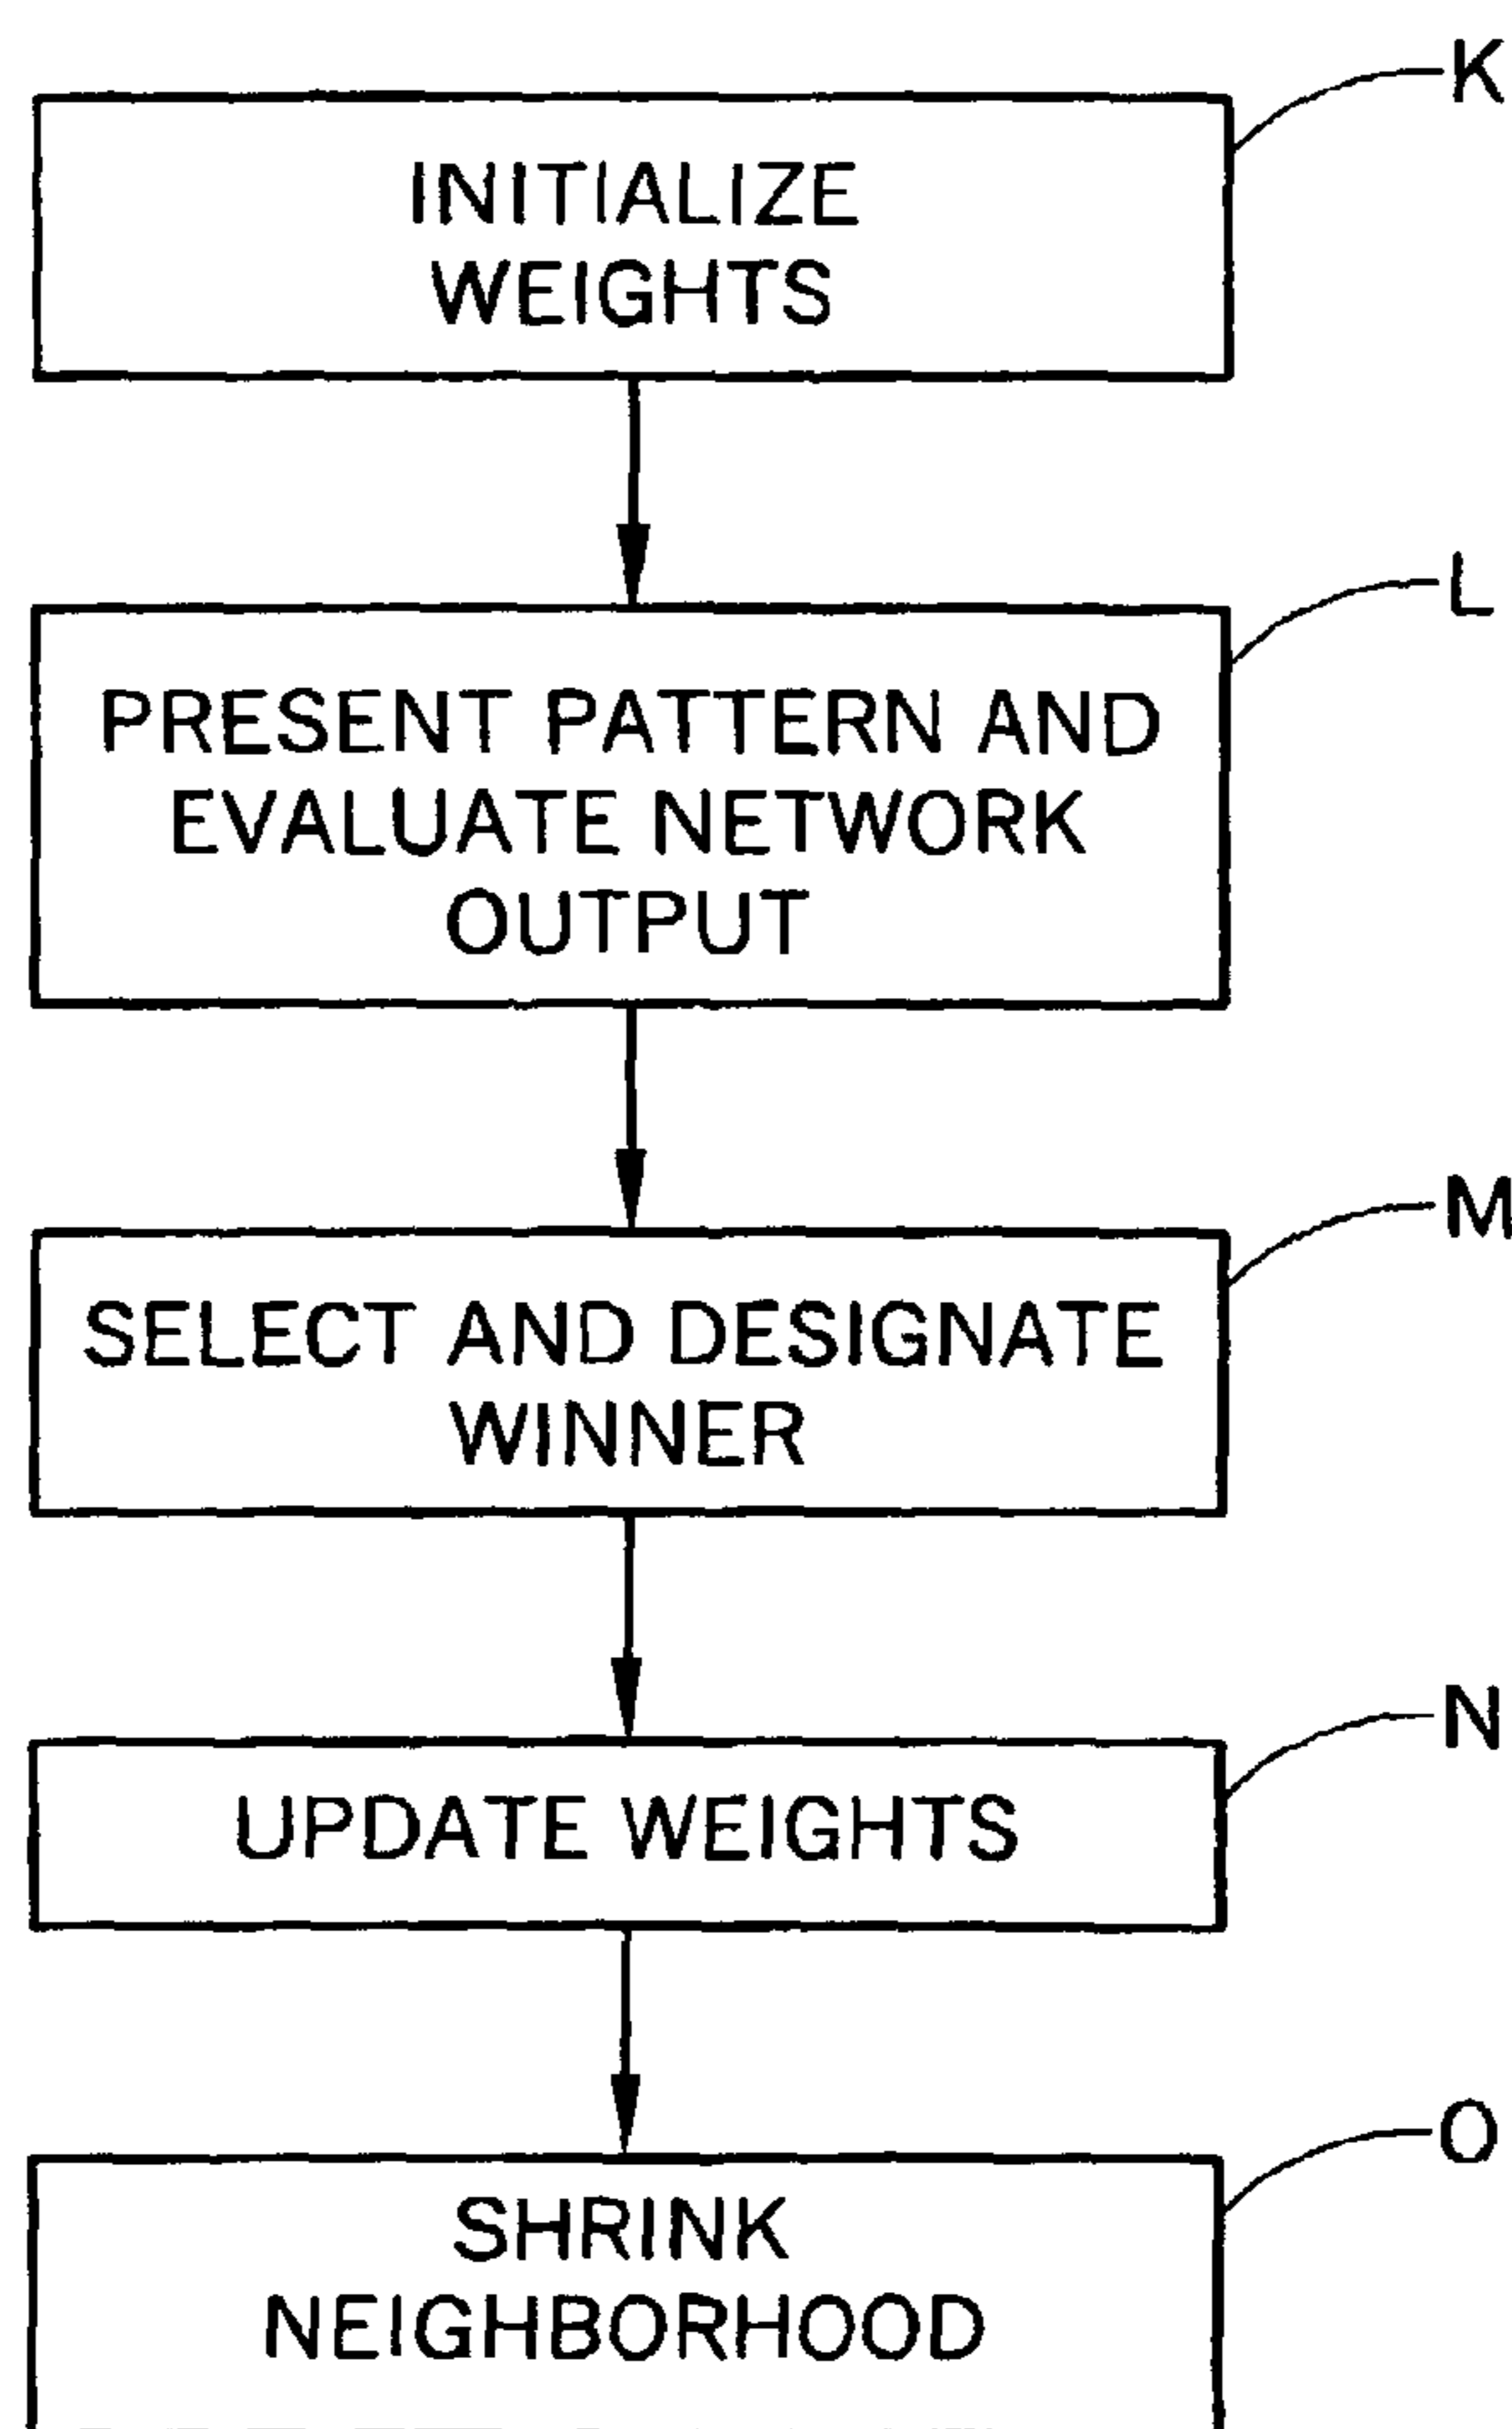 K
INITIALIZE
WEIGHTS
L
PRESENT PATTERN AND
EVALUATE NETWORK
OUTPUT
M
SELECT AND DESIGNATE
WINNER
N
UPDATE WEIGHTS
O
SHRINK
NEIGHBORHOOD